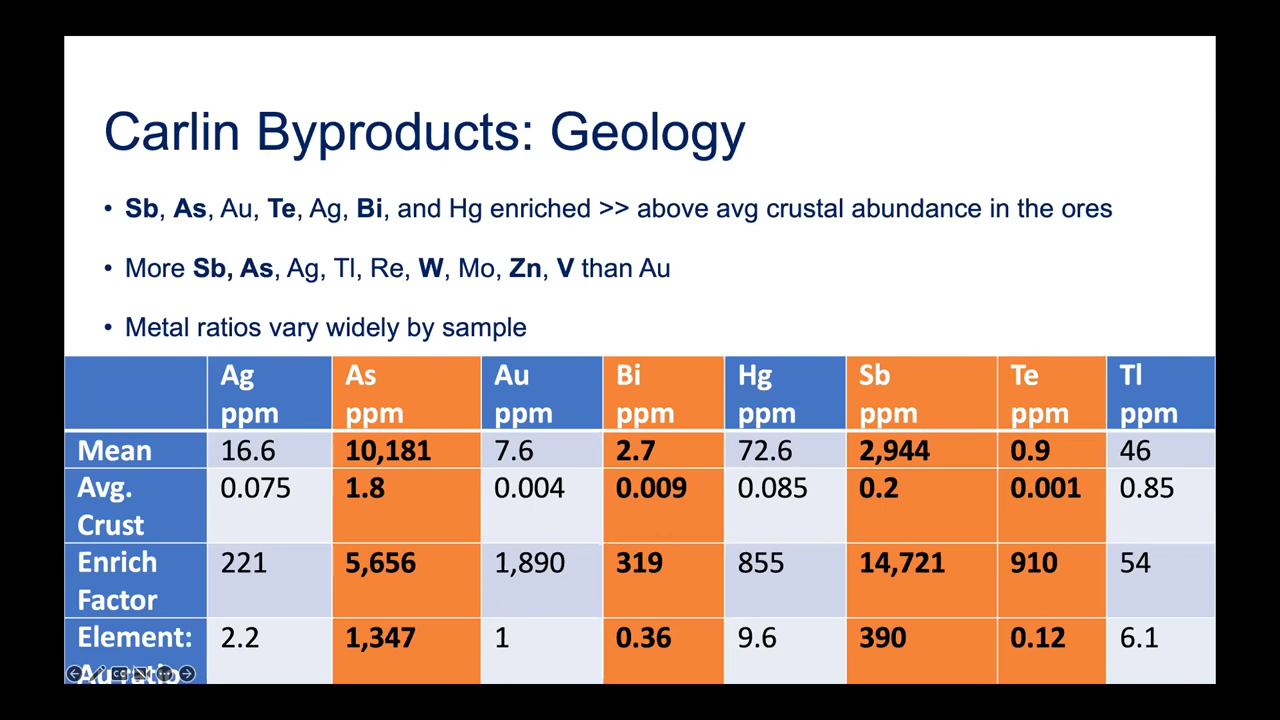 Carlin Byproducts: Geology
• Sb, As, Au, Te, Ag, Bi, and Hg enriched >> above avg crustal abundance in the ores
• More Sb, As, Ag, Tl, Re, W, Mo, Zn, V than Au
• Metal ratios vary widely by sample
Ag ppm As ppm Au ppm Bi ppm Hg ppm Sb ppm Te ppm Tl ppm
Mean 16.6 10,181 7.6 2.7 72.6 2,944 0.9 46
Avg. Crust 0.075 1.8 0.004 0.009 0.085 0.2 0.001 0.85
Enrich Factor 221 5,656 1,890 319 855 14,721 910 54
Element: Au ratio 2.2 1,347 1 0.36 9.6 390 0.12 6.1